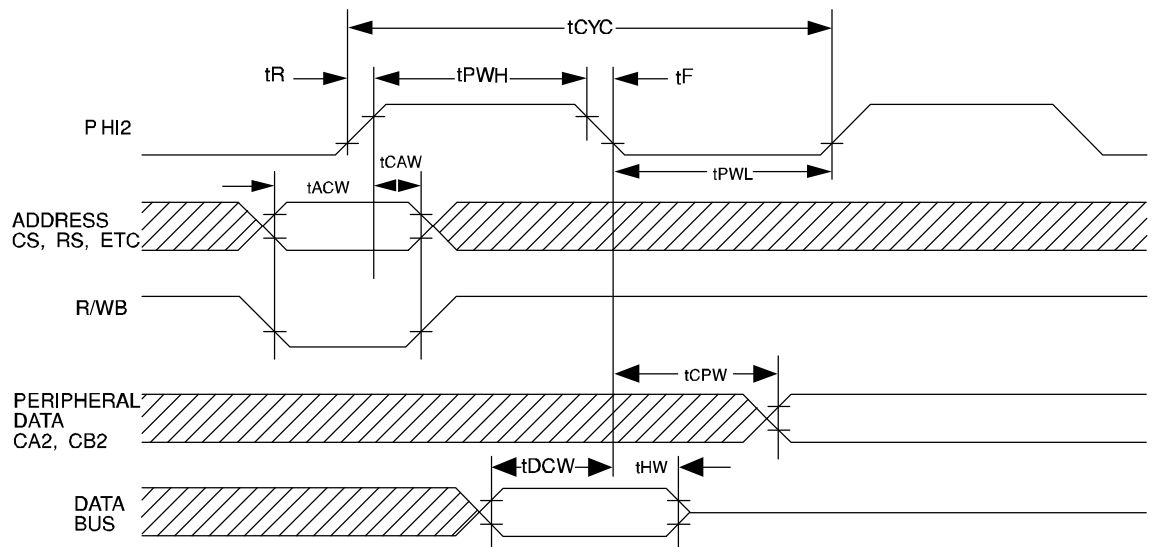 tCYC
tR
tPWH
tF
PHI2
tCAW
tACW
tPWL
ADDRESS
CS, RS, ETC
R/WB
tCPW
PERIPHERAL
DATA
CA2, CB2
tDCW
tHW
DATA
BUS